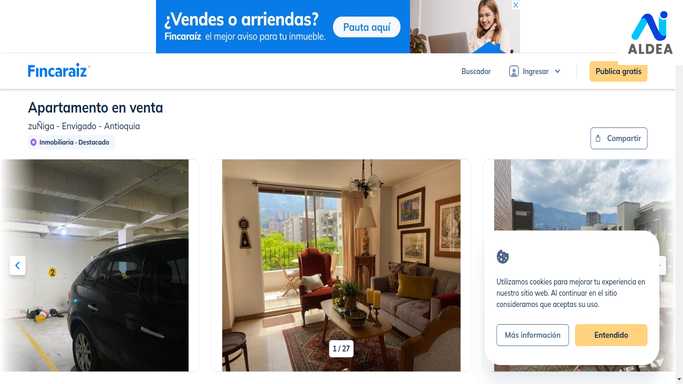 ¿Vendes o arriendas?
Fincaraíz el mejor aviso para tu inmueble.
Pauta aquí
ALDEA
Fincaraíz
Buscador
Ingresar
Publica gratis
Apartamento en venta
zuÑiga - Envigado - Antioquia
Inmobiliaria - Destacado
Compartir
2
1 / 27
Utilizamos cookies para mejorar tu experiencia en
nuestro sitio web. Al continuar en el sitio
consideramos que aceptas su uso.
Más información
Entendido